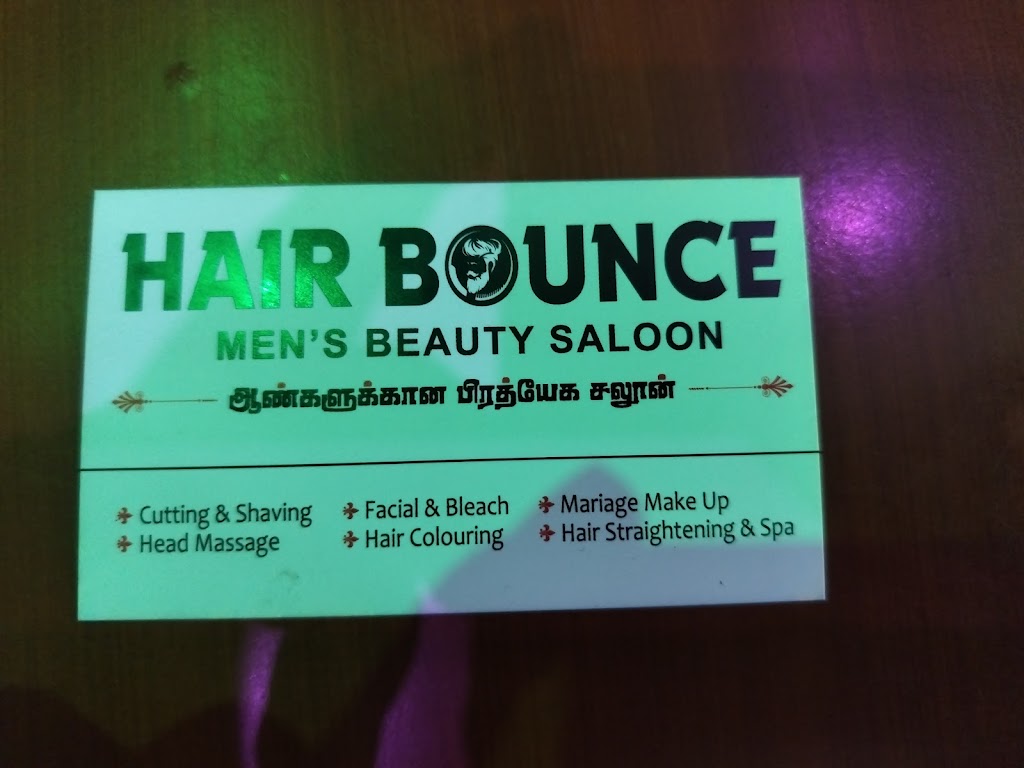 HAIR BOUNCE
MEN'S BEAUTY SALOON
ஆண்களுக்கான பிரத்யேக சலூன்
Cutting & Shaving
Head Massage
Facial & Bleach
Hair Colouring
Mariage Make Up
Hair Straightening & Spa